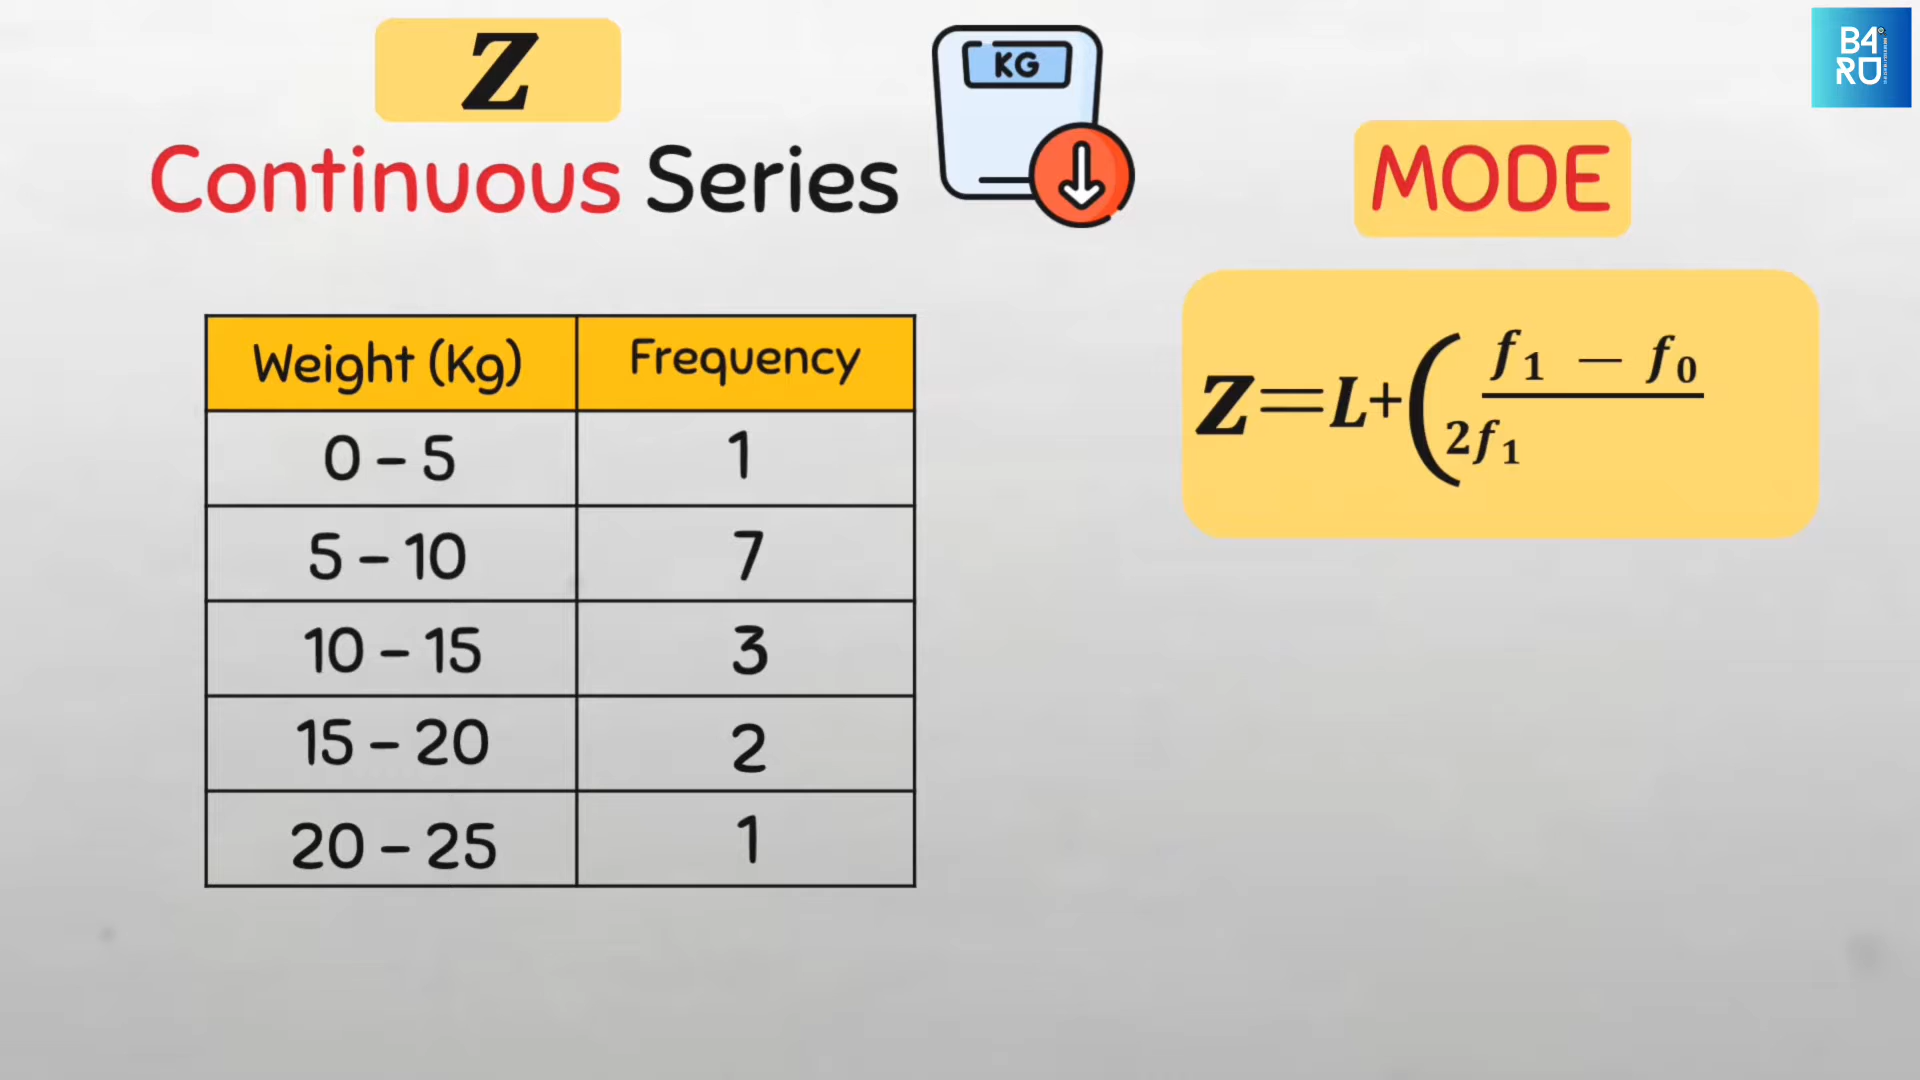 Z
Continuous Series
KG
B4
RU
MODE
Z=L+(f1 − f0
2f1
Weight (Kg) Frequency
0 – 5 1
5 – 10 7
10 – 15 3
15 – 20 2
20 – 25 1